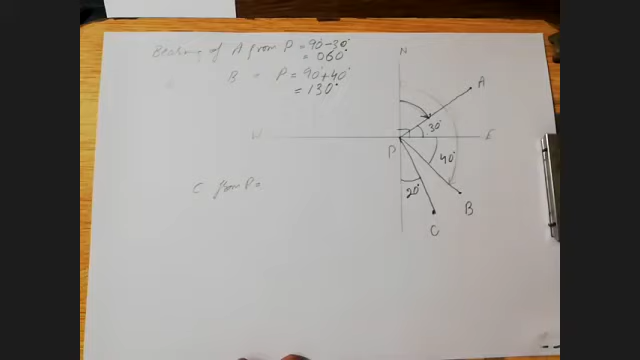 Bearing of A from P = 90°-30°
= 060°
B = P = 90°+40°
= 130°
C from P =
N
A
30°
W
E
P
40°
20°
B
C